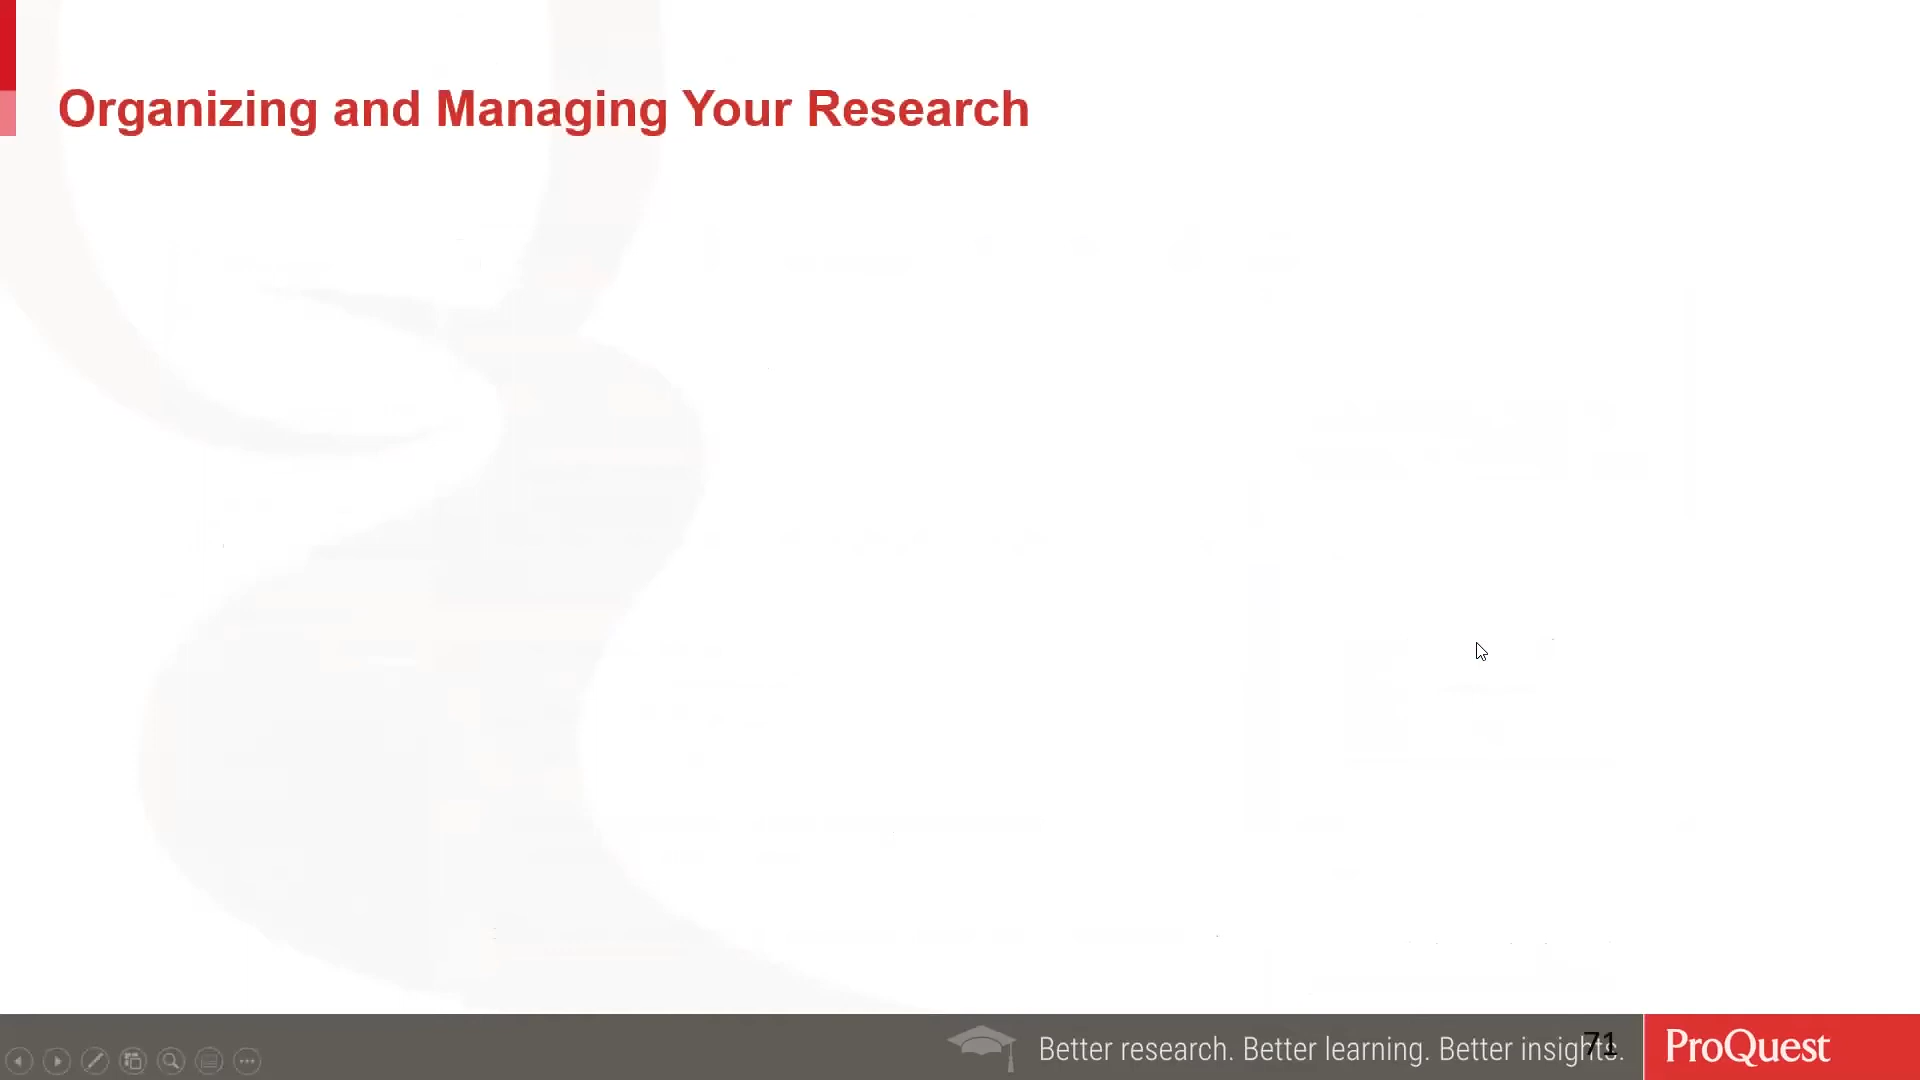 Organizing and Managing Your Research
Better research. Better learning. Better insights.
71
ProQuest